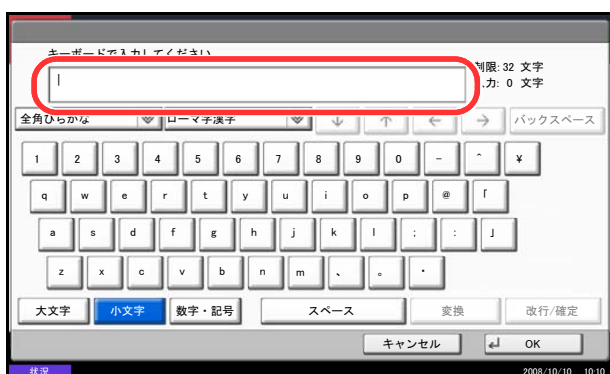 キーボードで入力してください
制限: 32 文字
入力: 0 文字
全角ひらがな ローマ字漢字 ↓ ↑ ← → バックスペース
1 2 3 4 5 6 7 8 9 0 - ^ ¥
q w e r t y u i o p @ 「
a s d f g h j k l ; : 」
z x c v b n m 、 。 ・
大文字 小文字 数字・記号 スペース 変換 改行/確定
キャンセル OK
状況 2008/10/10 10:10